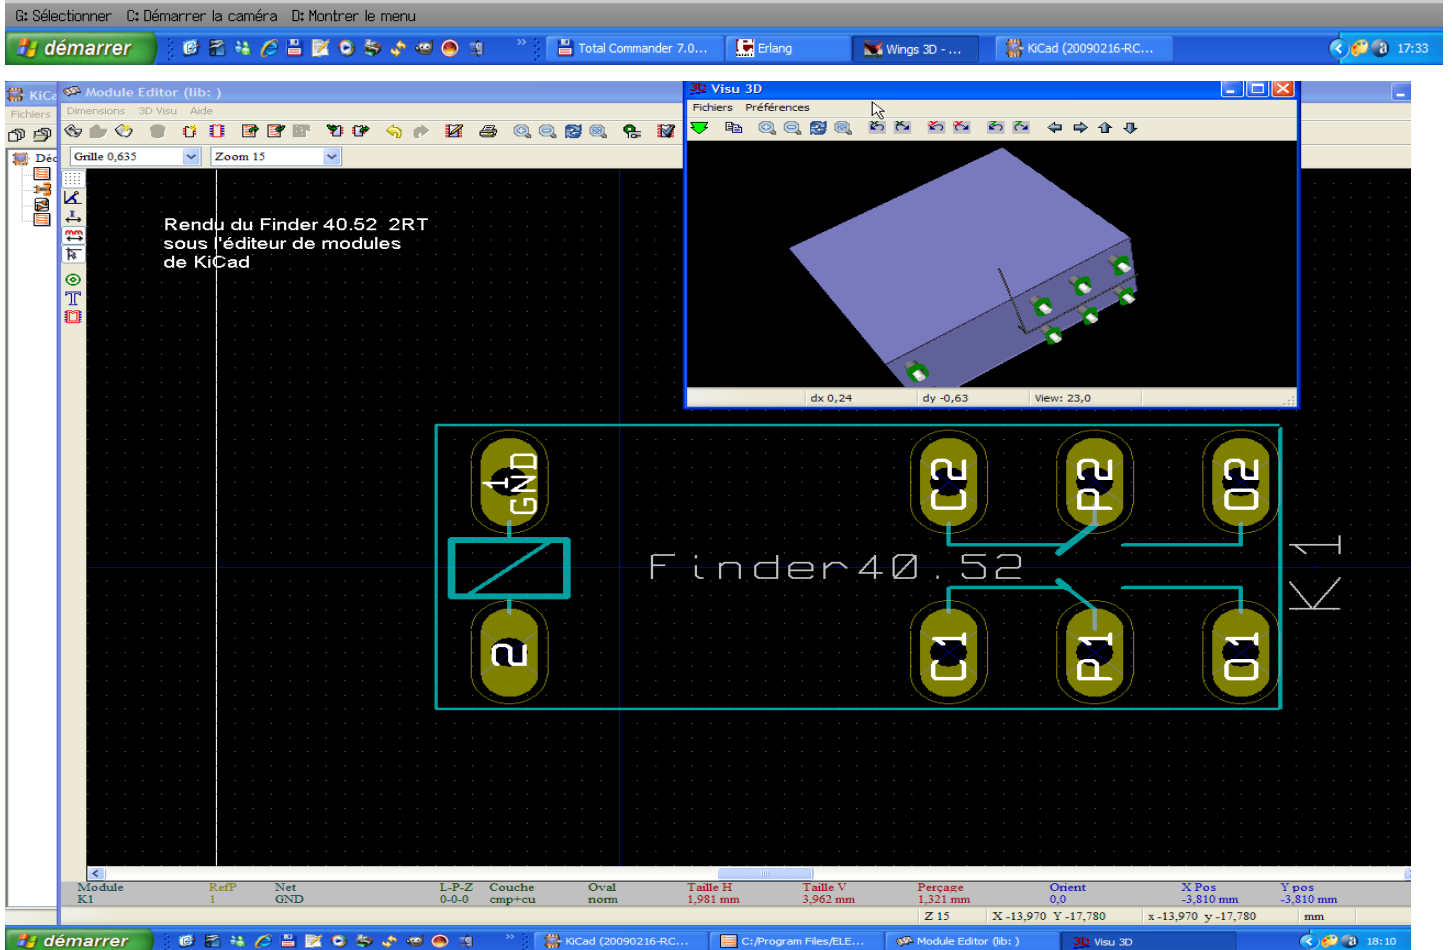 G: Sélectionner   C: Démarrer la caméra   D: Montrer le menu
démarrer   Total Commander 7.0...   Erlang   Wings 3D - ...   KiCad (20090216-RC...   17:33
KiCa   Module Editor (lib: )   Visu 3D
Fichiers   Dimensions   3D Visu   Aide   Fichiers   Préférences
Déc   Grille 0,635   Zoom 15
Rendu du Finder 40.52  2RT
sous l'éditeur de modules
de KiCad
dx 0,24   dy -0,63   View: 23,0
1 GND   C2   P2   O2
Finder40.52   K1
2   C1   P1   O1
Module   RefP   Net   L-P-Z   Couche   Oval   Taille H   Taille V   Perçage   Orient   X Pos   Y pos
K1   1   GND   0-0-0   cmp+cu   norm   1,981 mm   3,962 mm   1,321 mm   0,0   -3,810 mm   -3,810 mm
Z 15   X -13,970  Y -17,780   x -13,970  y -17,780   mm
démarrer   KiCad (20090216-RC...   C:/Program Files/ELE...   Module Editor (lib: )   Visu 3D   18:10